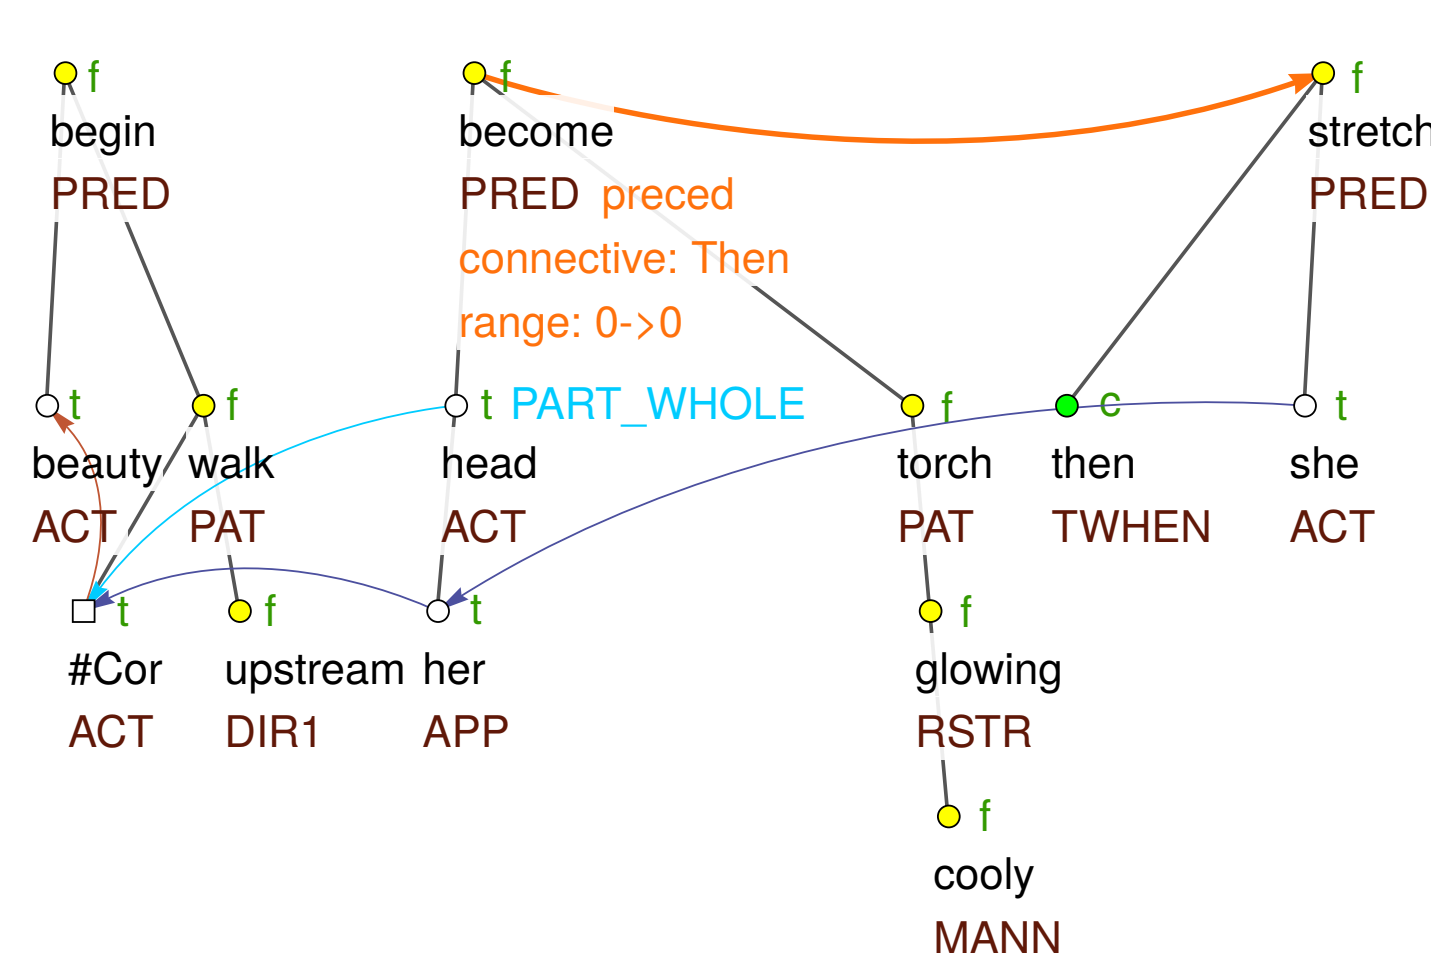 f f f
begin become stretch
PRED PRED preced PRED
connective: Then
range: 0->0
t f t PART_WHOLE f c t
beauty walk head torch then she
ACT PAT ACT PAT TWHEN ACT
t f t f
#Cor upstream her glowing
ACT DIR1 APP RSTR
f
cooly
MANN